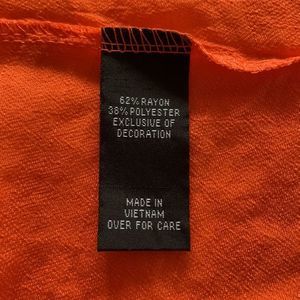 62% RAYON
38% POLYESTER
EXCLUSIVE OF
DECORATION
MADE IN
VIETNAM
OVER FOR CARE